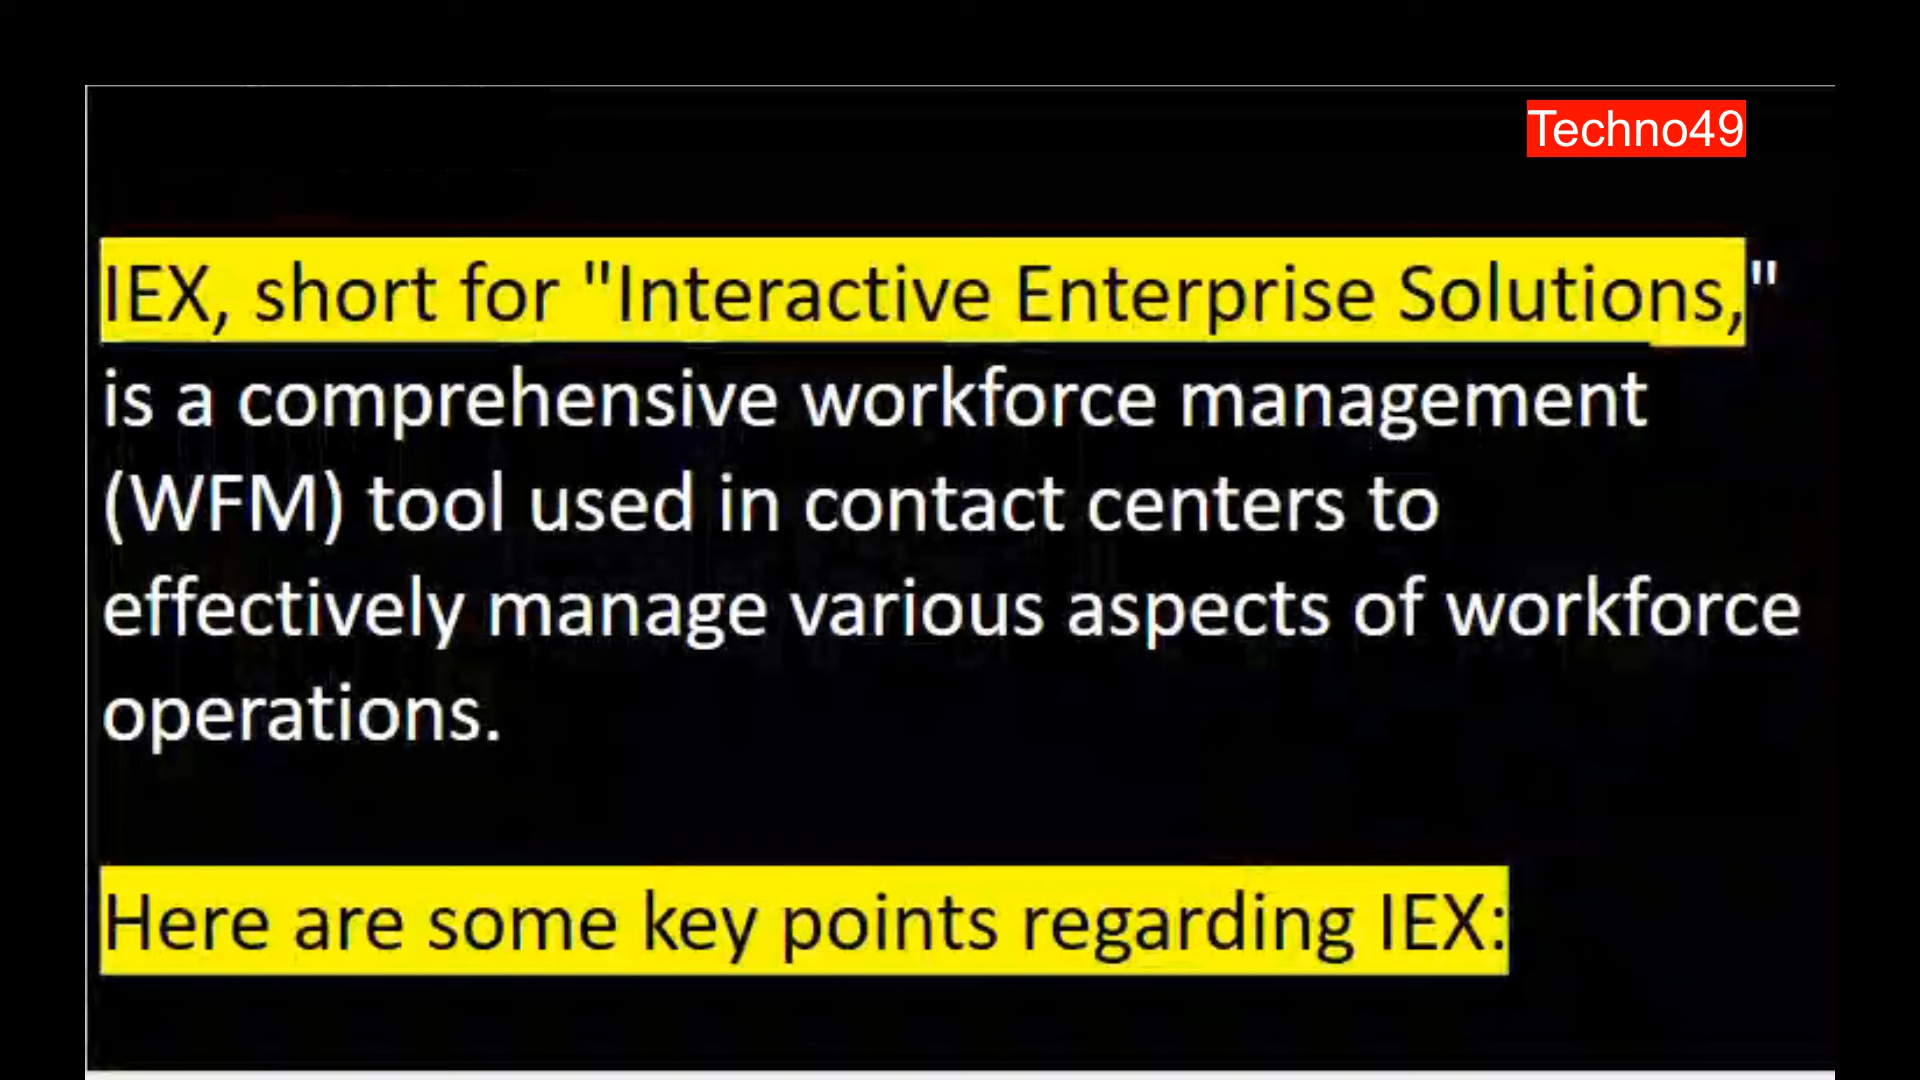 Techno49
IEX, short for "Interactive Enterprise Solutions,"
is a comprehensive workforce management
(WFM) tool used in contact centers to
effectively manage various aspects of workforce
operations.
Here are some key points regarding IEX: